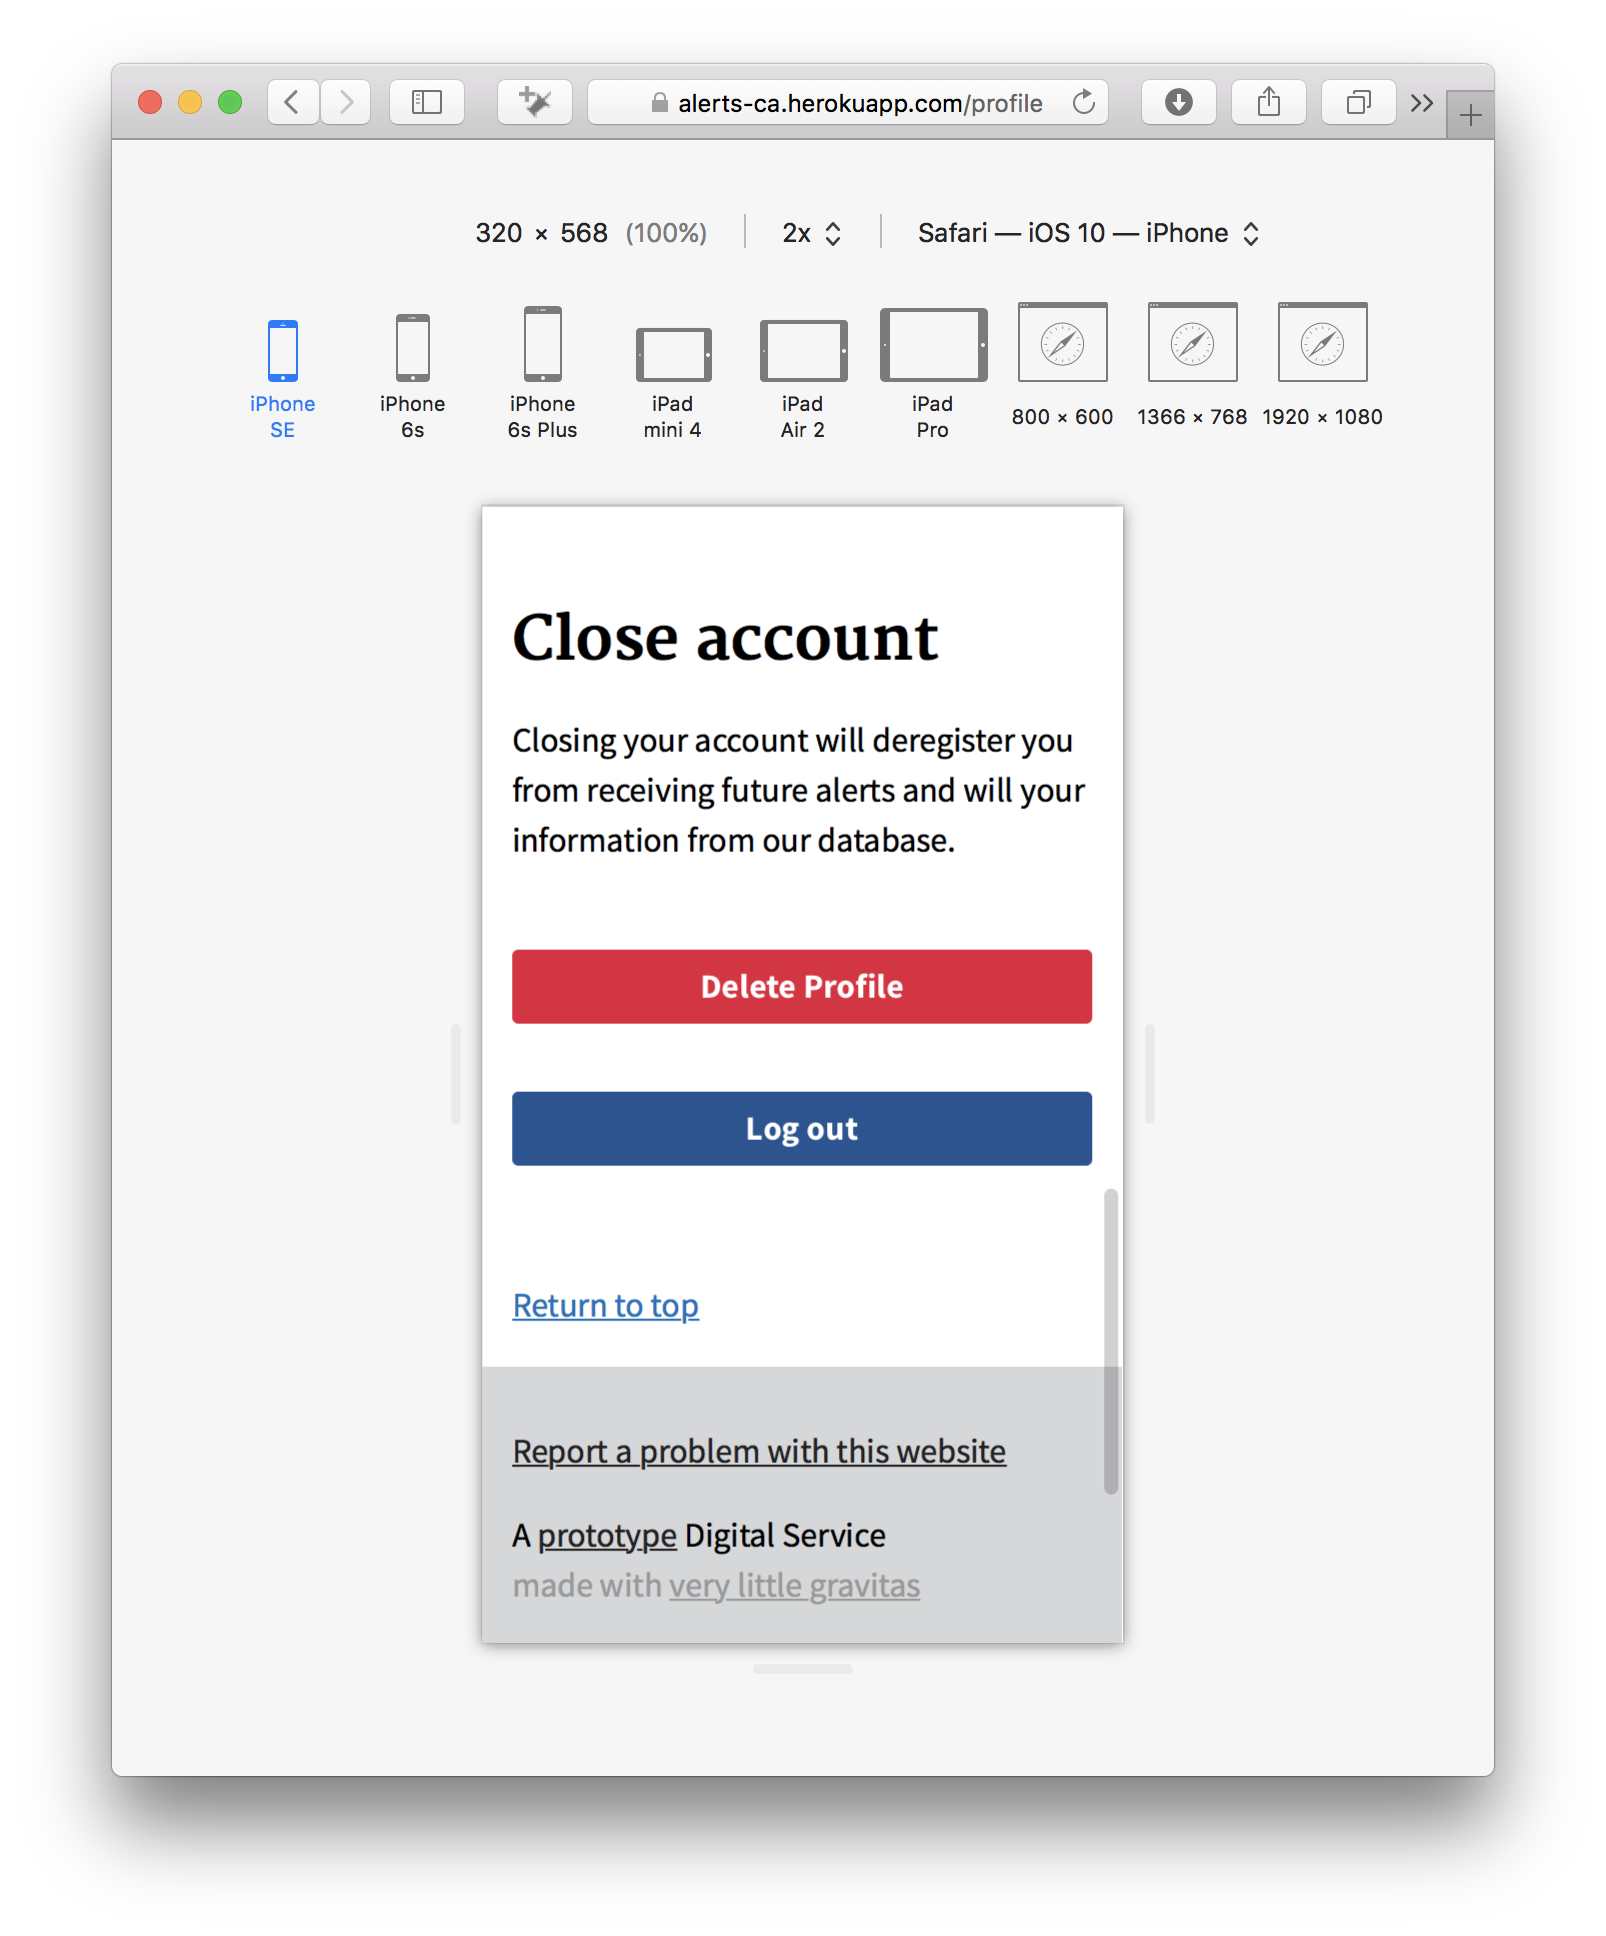 alerts-ca.herokuapp.com/profile
320 × 568 (100%) 2x Safari — iOS 10 — iPhone
iPhone SE
iPhone 6s
iPhone 6s Plus
iPad mini 4
iPad Air 2
iPad Pro
800 × 600
1366 × 768
1920 × 1080
Close account
Closing your account will deregister you
from receiving future alerts and will your
information from our database.
Delete Profile
Log out
Return to top
Report a problem with this website
A prototype Digital Service
made with very little gravitas